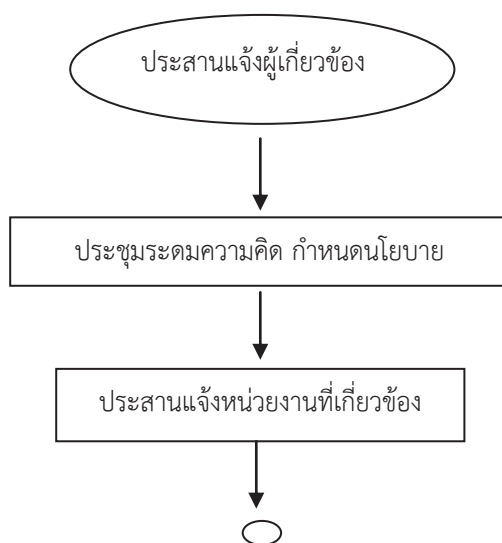 ประสานแจ้งผู้เกี่ยวข้อง
ประชุมระดมความคิด กำหนดนโยบาย
ประสานแจ้งหน่วยงานที่เกี่ยวข้อง